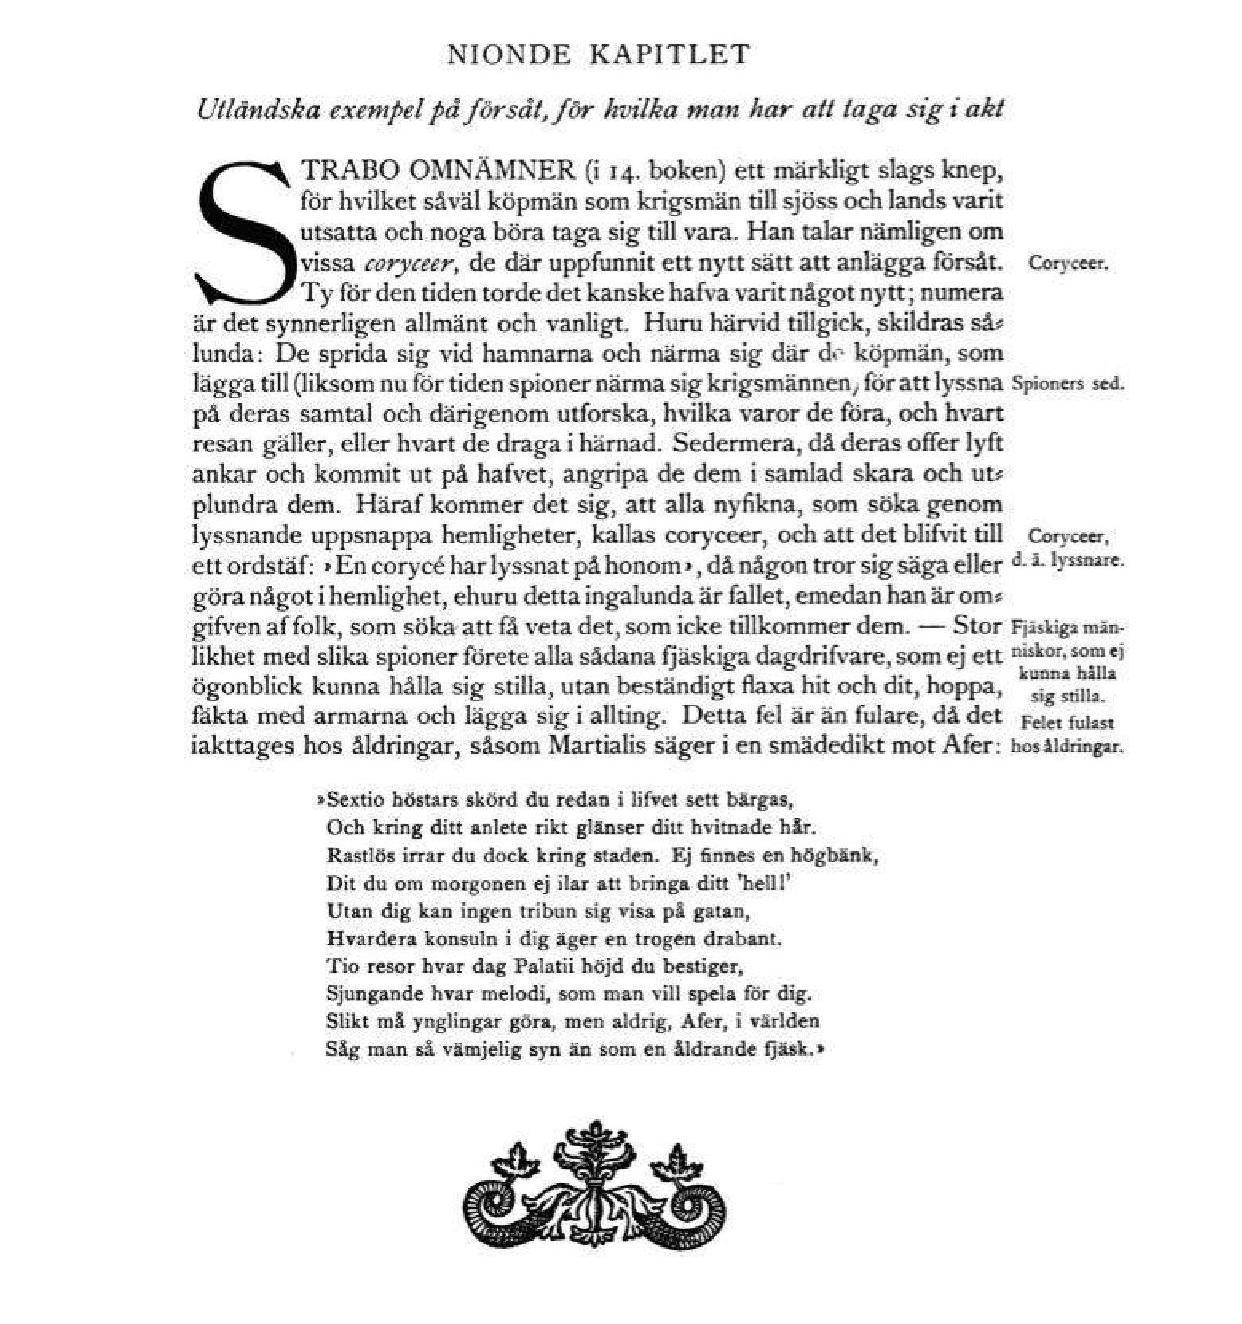 NIONDE KAPITLET
Utländska exempel på försåt, för hvilka man har att taga sig i akt
STRABO OMNÄMNER (i 14. boken) ett märkligt slags knep,
för hvilket såväl köpmän som krigsmän till sjöss och lands varit
utsatta och noga böra taga sig till vara. Han talar nämligen om
vissa coryceer, de där uppfunnit ett nytt sätt att anlägga försåt.
Coryceer.
Ty för den tiden torde det kanske hafva varit något nytt; numera
är det synnerligen allmänt och vanligt. Huru härvid tillgick, skildras så⸗
lunda: De sprida sig vid hamnarna och närma sig där de köpmän, som
lägga till (liksom nu för tiden spioner närma sig krigsmännen, för att lyssna
Spioners sed.
på deras samtal och därigenom utforska, hvilka varor de föra, och hvart
resan gäller, eller hvart de draga i härnad. Sedermera, då deras offer lyft
ankar och kommit ut på hafvet, angripa de dem i samlad skara och ut⸗
plundra dem. Häraf kommer det sig, att alla nyfikna, som söka genom
lyssnande uppsnappa hemligheter, kallas coryceer, och att det blifvit till
Coryceer,
ett ordstäf: »En corycé har lyssnat på honom», då någon tror sig säga eller
d. ä. lyssnare.
göra något i hemlighet, ehuru detta ingalunda är fallet, emedan han är om⸗
gifven af folk, som söka att få veta det, som icke tillkommer dem. — Stor
Fjäskiga män-
likhet med slika spioner förete alla sådana fjäskiga dagdrifvare, som ej ett
niskor, som ej
ögonblick kunna hålla sig stilla, utan beständigt flaxa hit och dit, hoppa,
kunna hålla
sig stilla.
fäkta med armarna och lägga sig i allting. Detta fel är än fulare, då det
Felet fulast
iakttages hos åldringar, såsom Martialis säger i en smädedikt mot Afer:
hos åldringar.
»Sextio höstars skörd du redan i lifvet sett bärgas,
Och kring ditt anlete rikt glänser ditt hvitnade hår.
Rastlös irrar du dock kring staden. Ej finnes en högbänk,
Dit du om morgonen ej ilar att bringa ditt 'hell!'
Utan dig kan ingen tribun sig visa på gatan,
Hvardera konsuln i dig äger en trogen drabant.
Tio resor hvar dag Palatii höjd du bestiger,
Sjungande hvar melodi, som man vill spela för dig.
Slikt må ynglingar göra, men aldrig, Afer, i världen
Såg man så vämjelig syn än som en åldrande fjäsk.»